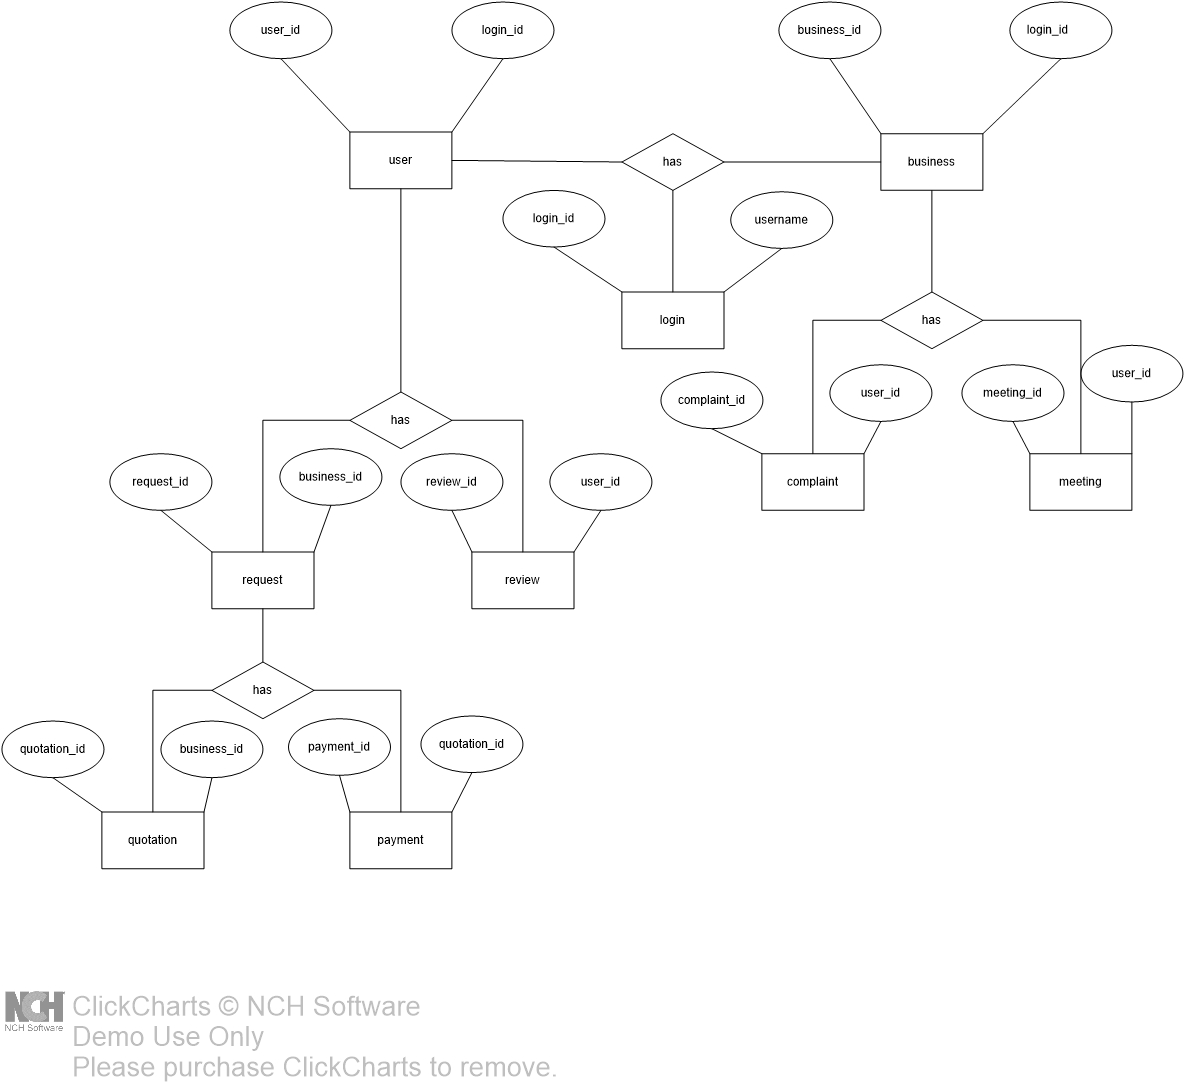 user_id
login_id
business_id
login_id
user
has
business
login_id
username
login
has
complaint_id
user_id
meeting_id
user_id
complaint
meeting
has
request_id
business_id
review_id
user_id
request
review
has
quotation_id
business_id
payment_id
quotation_id
quotation
payment
NCH
NCH Software
ClickCharts © NCH Software
Demo Use Only
Please purchase ClickCharts to remove.